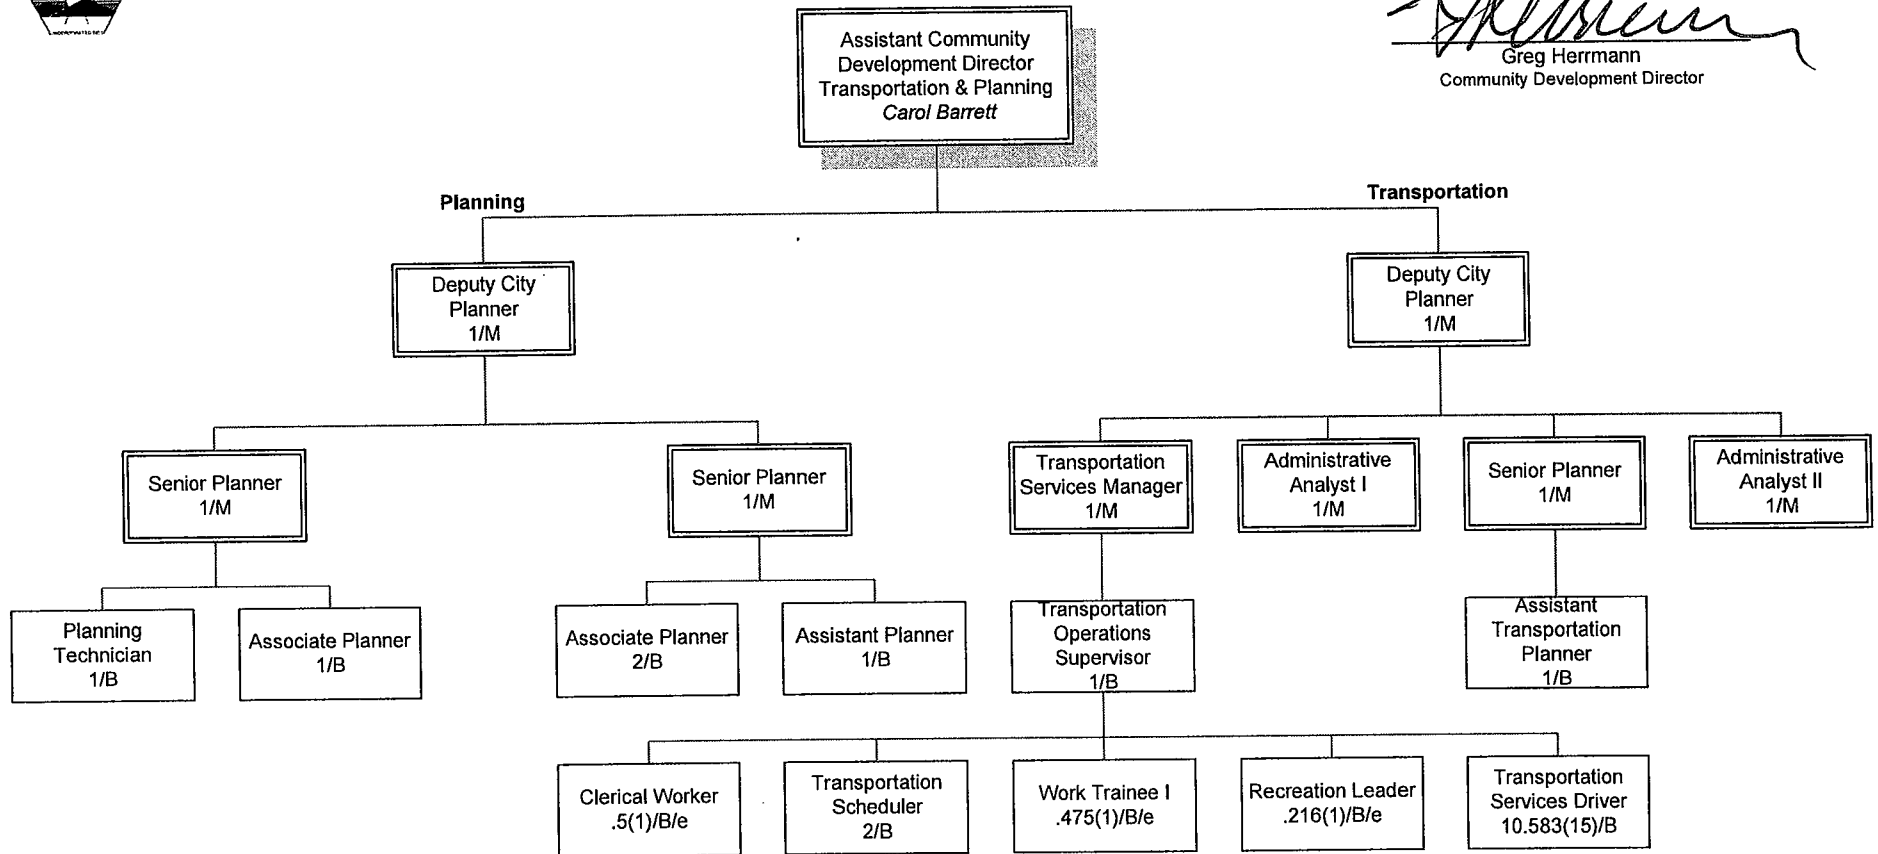 Assistant Community
Development Director
Transportation & Planning
Carol Barrett
Greg Herrmann
Community Development Director
Planning
Transportation
Deputy City
Planner
1/M
Deputy City
Planner
1/M
Senior Planner
1/M
Senior Planner
1/M
Transportation
Services Manager
1/M
Administrative
Analyst I
1/M
Senior Planner
1/M
Administrative
Analyst II
1/M
Planning
Technician
1/B
Associate Planner
1/B
Associate Planner
2/B
Assistant Planner
1/B
Transportation
Operations
Supervisor
1/B
Assistant
Transportation
Planner
1/B
Clerical Worker
.5(1)/B/e
Transportation
Scheduler
2/B
Work Trainee I
.475(1)/B/e
Recreation Leader
.216(1)/B/e
Transportation
Services Driver
10.583(15)/B